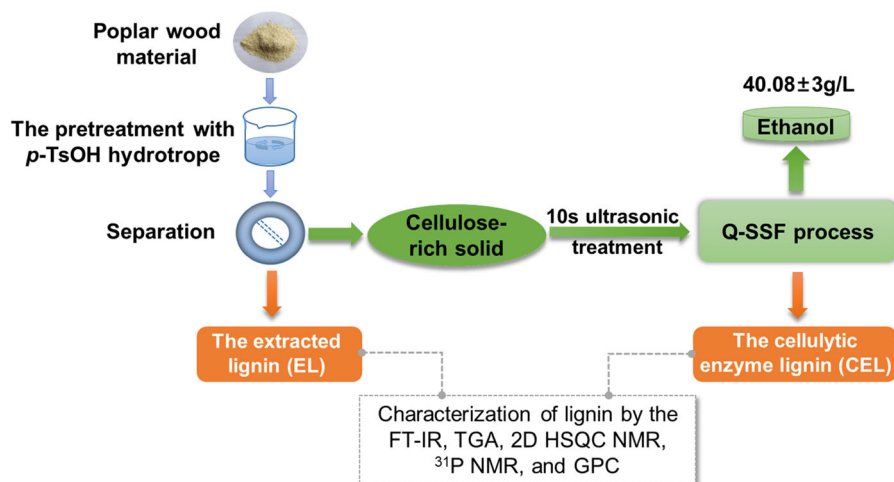 Poplar wood
material
The pretreatment with
p-TsOH hydrotrope
Separation
Cellulose-
rich solid
10s ultrasonic
treatment
40.08±3g/L
Ethanol
Q-SSF process
The extracted
lignin (EL)
The cellulytic
enzyme lignin (CEL)
Characterization of lignin by the
FT-IR, TGA, 2D HSQC NMR,
³¹P NMR, and GPC